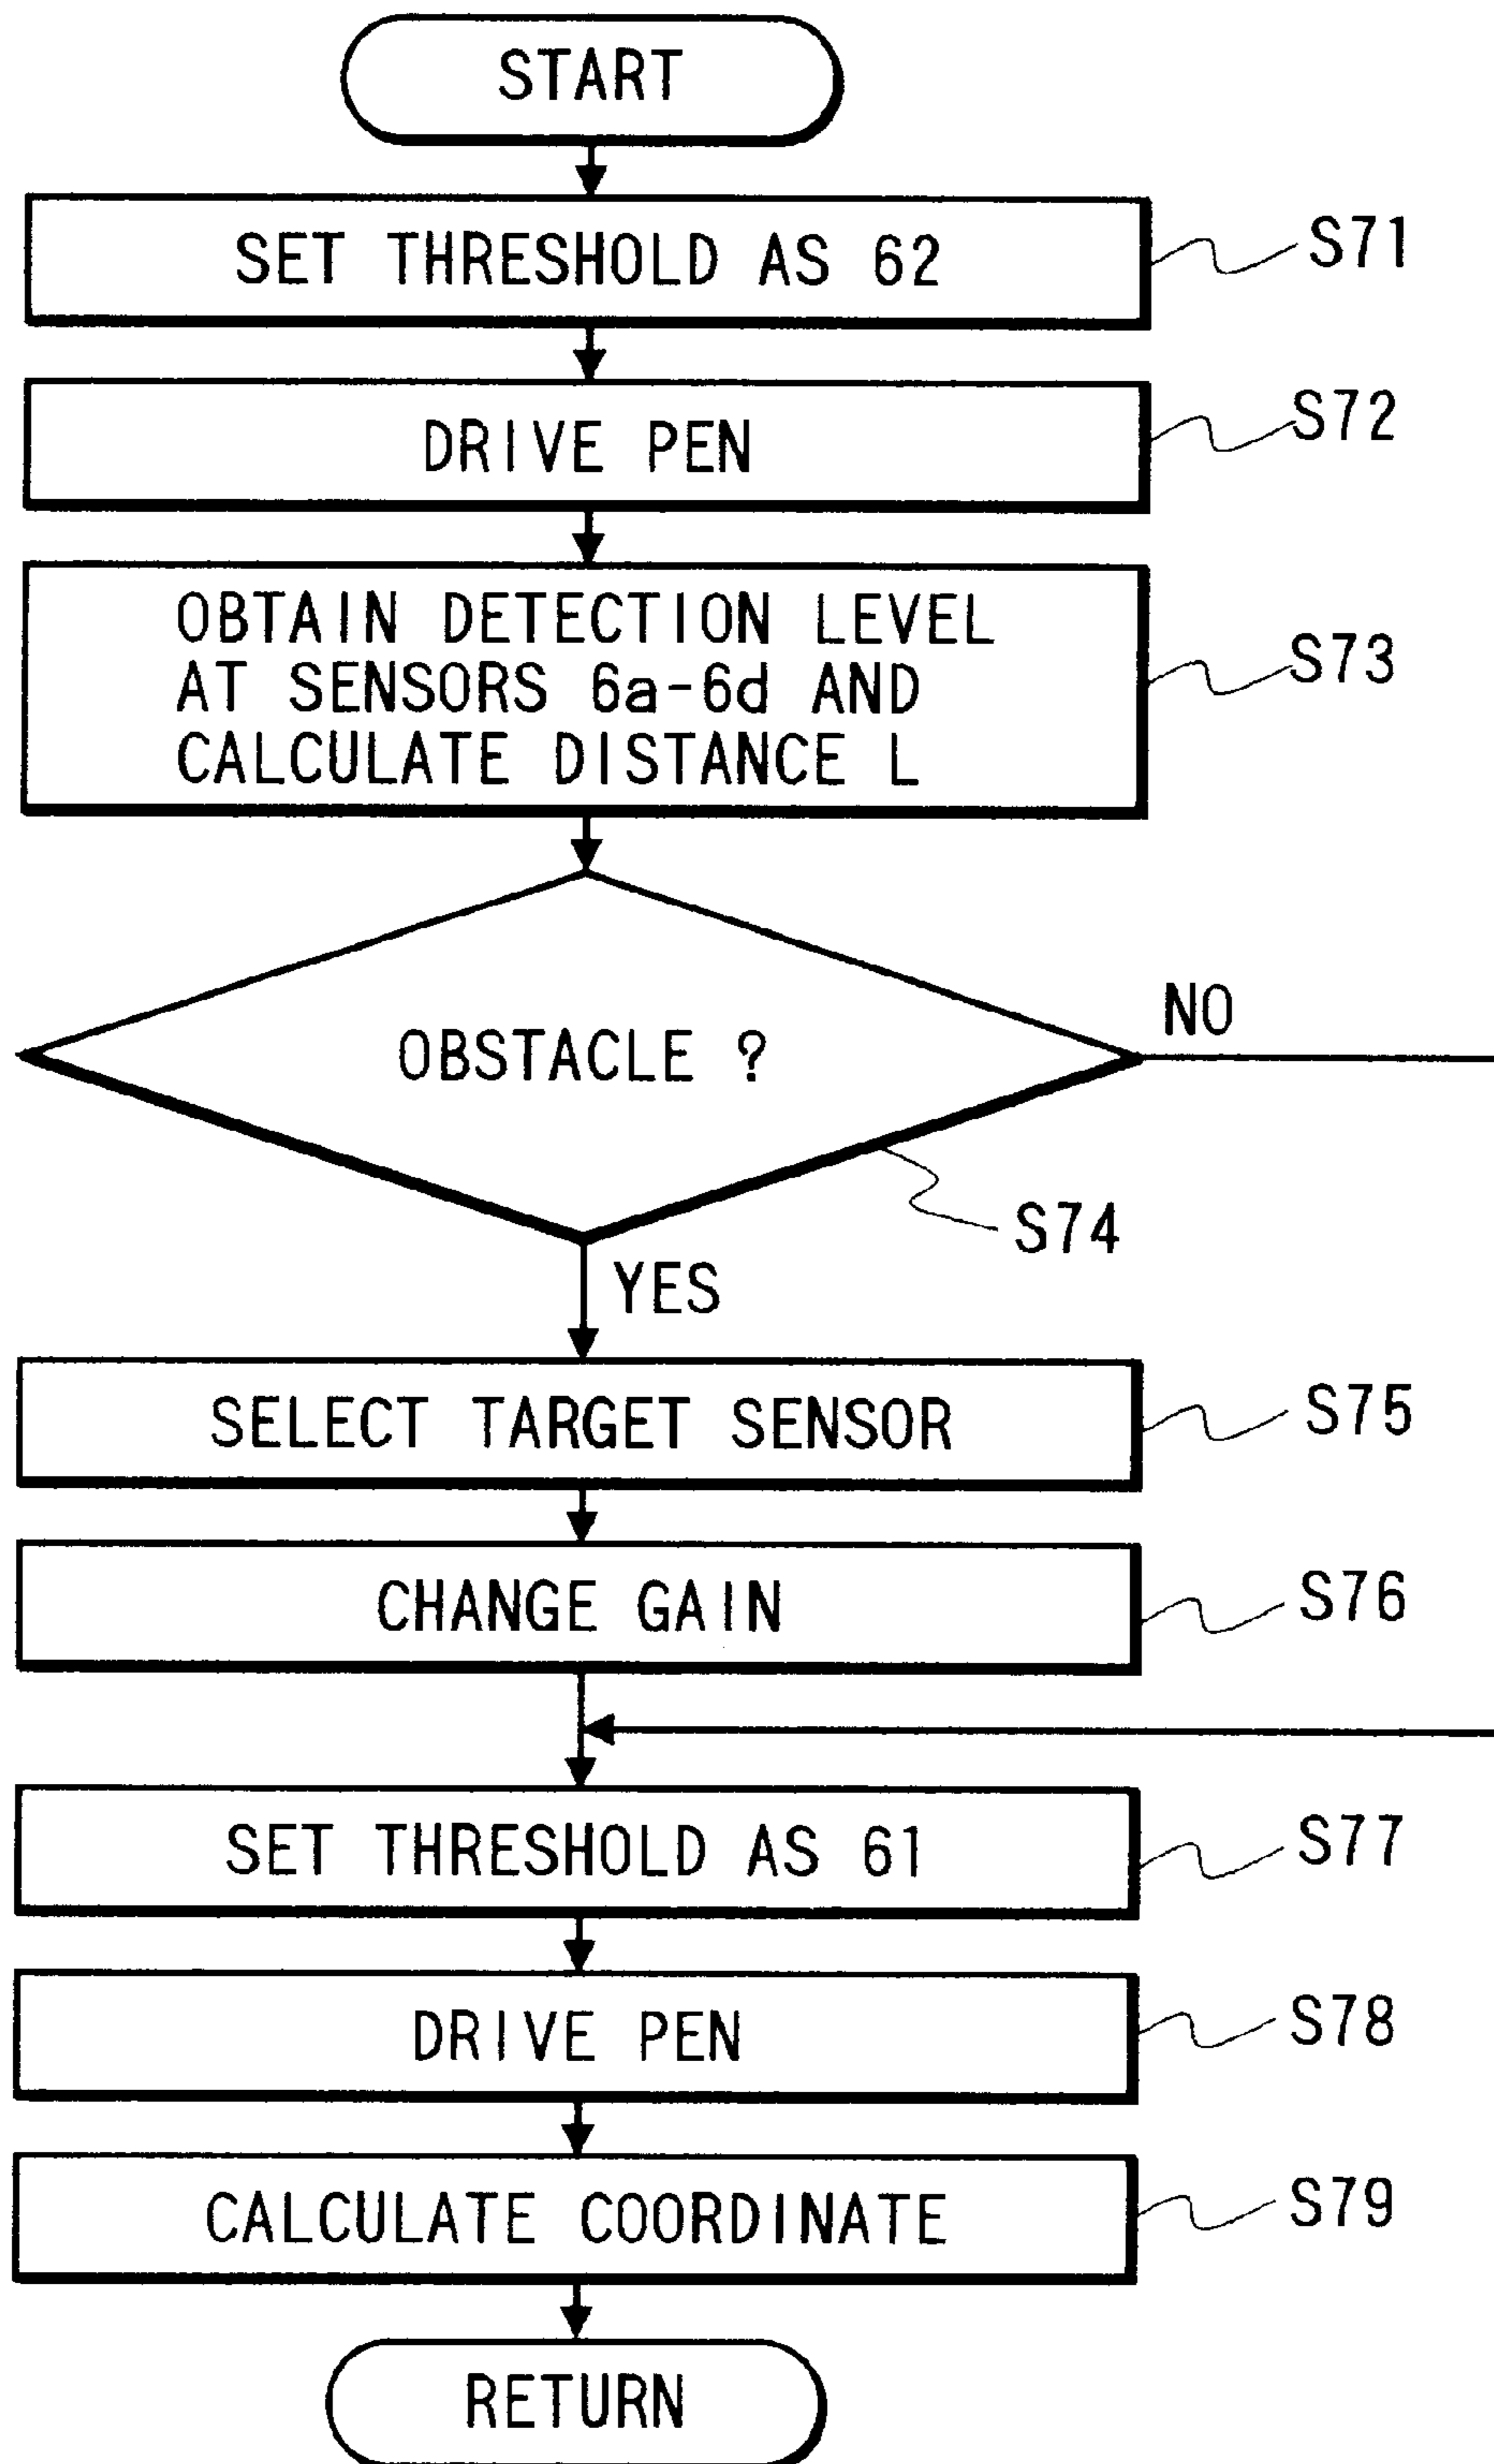 START
SET THRESHOLD AS 62
S71
DRIVE PEN
S72
OBTAIN DETECTION LEVEL
AT SENSORS 6a-6d AND
CALCULATE DISTANCE L
S73
OBSTACLE ?
NO
S74
YES
SELECT TARGET SENSOR
S75
CHANGE GAIN
S76
SET THRESHOLD AS 61
S77
DRIVE PEN
S78
CALCULATE COORDINATE
S79
RETURN